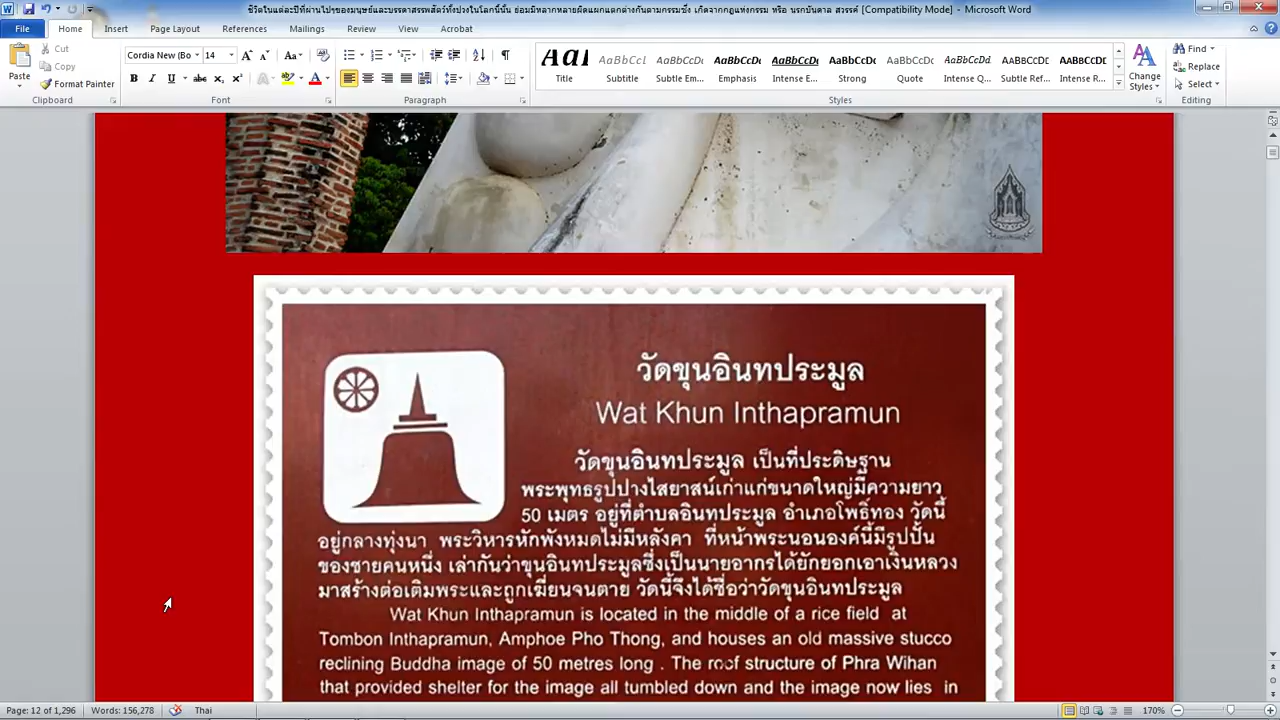 ชีวิตในแต่ละปีที่ผ่านไปๆของมนุษย์และบรรดาสรรพสัตว์ทั้งปวงในโลกนี้นั้น ย่อมมีหลากหลายผิดแผกแตกต่างกันตามกรรมซึ่ง เกิดจากกฎแห่งกรรม หรือ นรกบันดาล สวรรค์ [Compatibility Mode] - Microsoft Word
File Home Insert Page Layout References Mailings Review View Acrobat
Paste Cut Copy Format Painter Clipboard
Cordia New (Bo 14 Font
Paragraph
AaI Title
AaBbCcI Subtitle
AaBbCcDc Subtle Em...
AaBbCcDc Emphasis
AaBbCcDc Intense E...
AaBbCcDc Strong
AaBbCcDc Quote
AaBbCcDc Intense Q...
AaBbCcDc Subtle Ref...
AaBbCcDc Intense R...
Change Styles Styles
Find Replace Select Editing
วัดขุนอินทประมูล
Wat Khun Inthapramun
วัดขุนอินทประมูล เป็นที่ประดิษฐาน
พระพุทธรูปปางไสยาสน์เก่าแก่ขนาดใหญ่มีความยาว
50 เมตร อยู่ที่ตำบลอินทประมูล อำเภอโพธิ์ทอง วัดนี้
อยู่กลางทุ่งนา พระวิหารหักพังหมดไม่มีหลังคา ที่หน้าพระนอนองค์นี้มีรูปปั้น
ของชายคนหนึ่ง เล่ากันว่าขุนอินทประมูลซึ่งเป็นนายอากรได้ยักยอกเอาเงินหลวง
มาสร้างต่อเติมพระและถูกเฆี่ยนจนตาย วัดนี้จึงได้ชื่อว่าวัดขุนอินทประมูล
Wat Khun Inthapramun is located in the middle of a rice field at
Tombon Inthapramun, Amphoe Pho Thong, and houses an old massive stucco
reclining Buddha image of 50 metres long . The roof structure of Phra Wihan
that provided shelter for the image all tumbled down and the image now lies in
Page: 12 of 1,296 Words: 156,278 Thai 170%